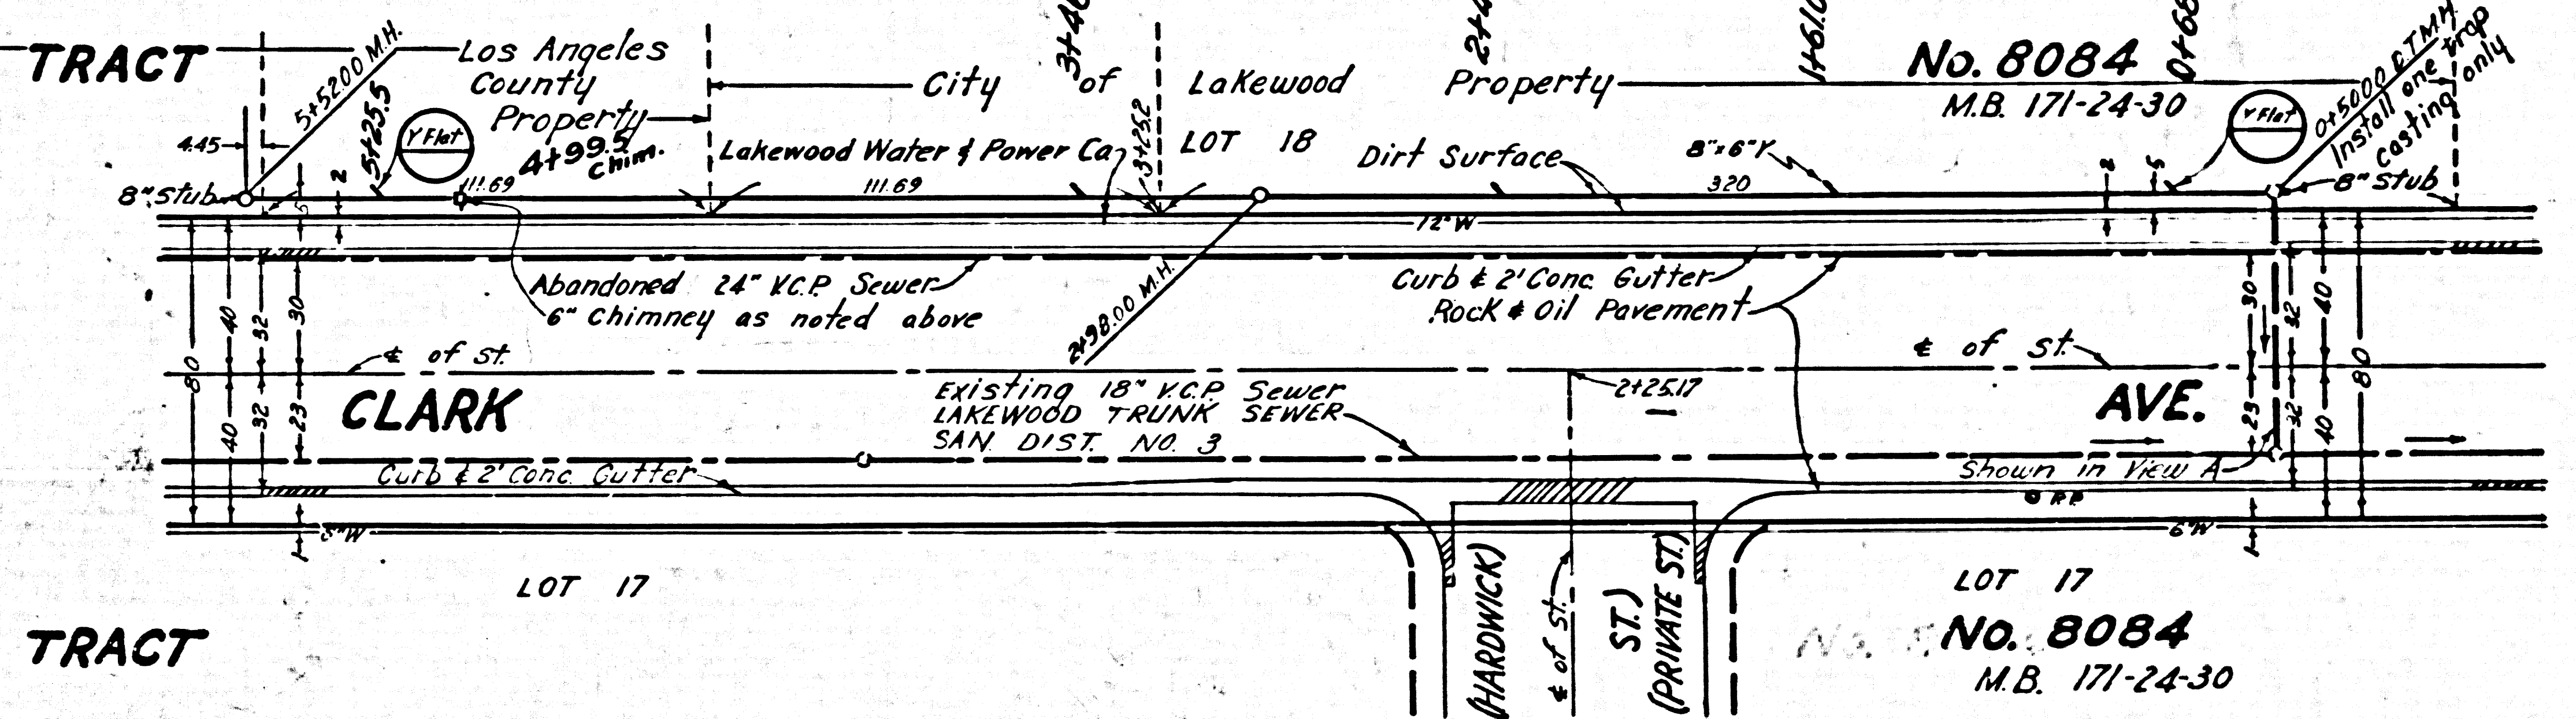 TRACT
5+52.00 M.H.
Los Angeles
County
Property
City of Lakewood Property
No. 8084
M.B. 171-24-30
0+50.00 D.T.M.H.
Install one trap
casting only
4.45
5+25.5
Y Flat
4+99.5
Chim.
3+25.2
LOT 18
Lakewood Water & Power Co.
Dirt Surface
8"x6"Y
Y Flat
2
5
2
5
8" Stub
111.69
111.69
320
8" Stub
12" W
Abandoned 24" V.C.P. Sewer
6" Chimney as noted above
2+98.00 M.H.
Curb & 2' Conc. Gutter
Rock & Oil Pavement
80
40
32
30
40
32
23
30
32
40
80
23
32
40
℄ of st.
℄ of St.
CLARK
AVE.
Existing 18" V.C.P. Sewer
LAKEWOOD TRUNK SEWER
SAN. DIST. NO. 3
2+25.17
Curb & 2' Conc. Gutter
Shown in View A
P.P.
6" W
1
1
LOT 17
LOT 17
(HARDWICK)
℄ of St.
ST.)
(PRIVATE ST.)
TRACT
No. 8084
M.B. 171-24-30